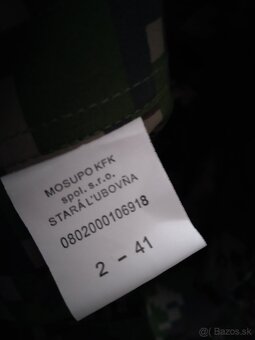 MOSUPO KFK
spol. s.r.o.
STARÁ ĽUBOVŇA
0802000106918
2 - 41
Bazos.sk